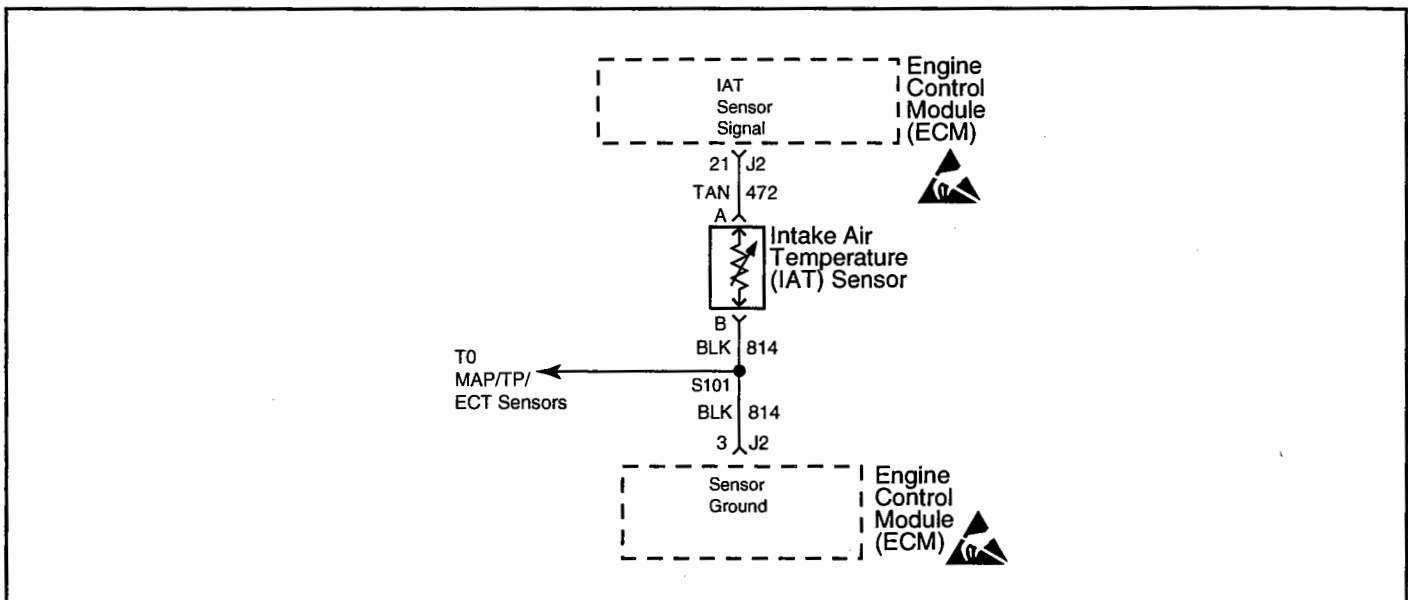 IAT
Sensor
Signal
Engine
Control
Module
(ECM)
21 J2
TAN 472
A
Intake Air
Temperature
(IAT) Sensor
B
BLK 814
T0
MAP/TP/
ECT Sensors
S101
BLK 814
3 J2
Sensor
Ground
Engine
Control
Module
(ECM)